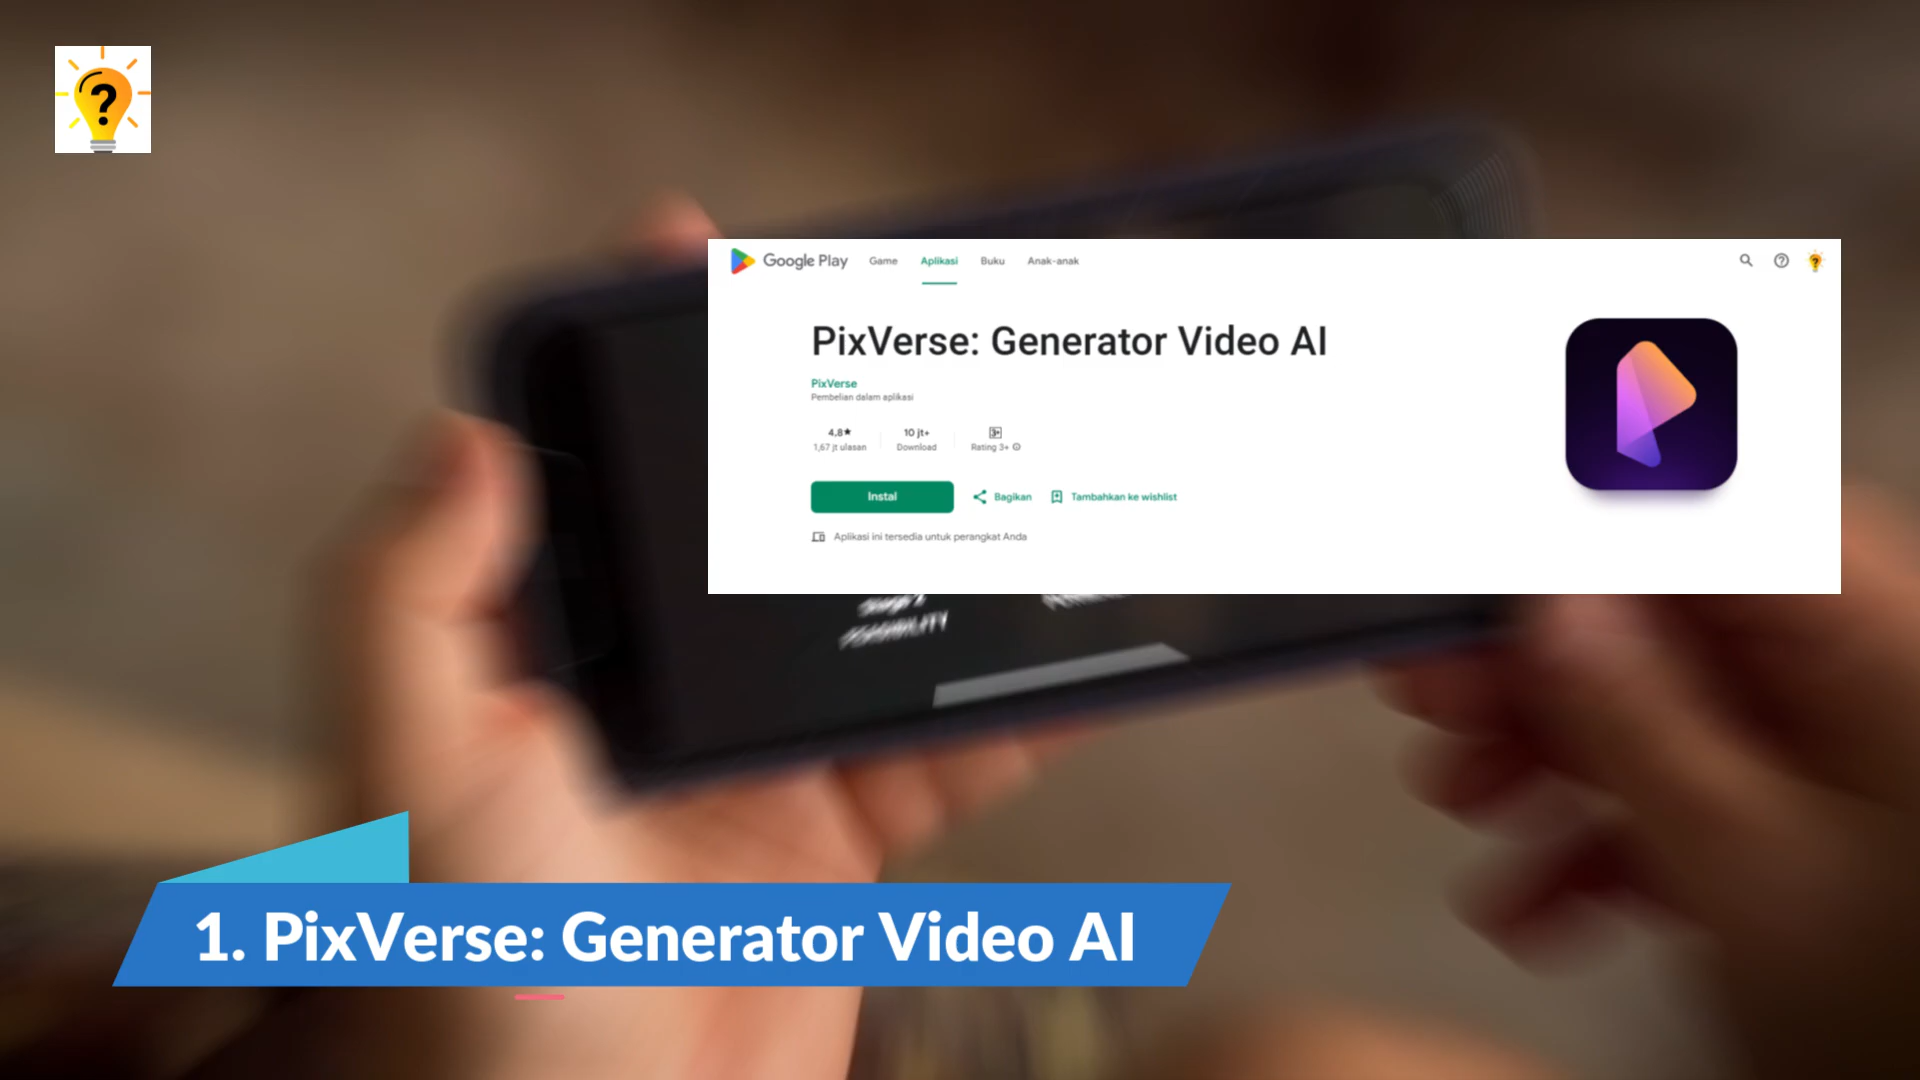 ?
Google Play Game Aplikasi Buku Anak-anak
PixVerse: Generator Video AI
PixVerse
Pembelian dalam aplikasi
4,8★ 10 jt+ 3+
1,67 jt ulasan Download Rating 3+
Instal Bagikan Tambahkan ke wishlist
Aplikasi ini tersedia untuk perangkat Anda
1. PixVerse: Generator Video AI